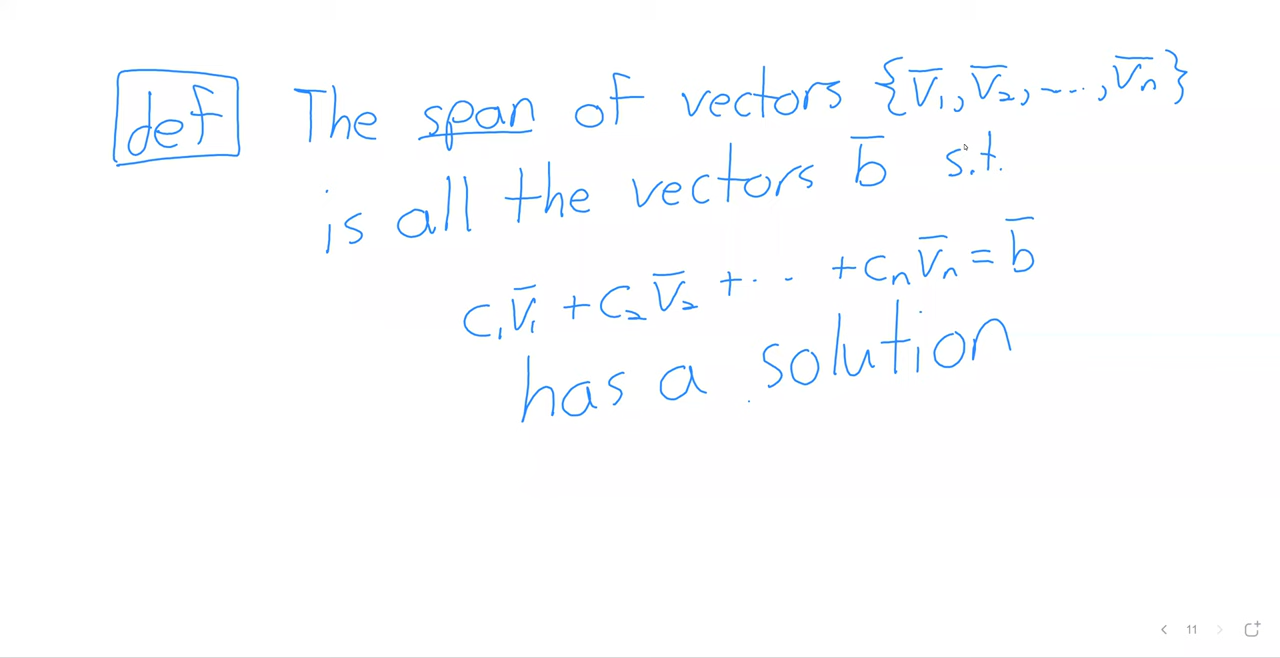 def The span of vectors {v̄₁, v̄₂, ..., v̄ₙ}
is all the vectors b̄ s.t.
c₁v̄₁ + c₂v̄₂ + ... + cₙv̄ₙ = b̄
has a solution
< 11 >